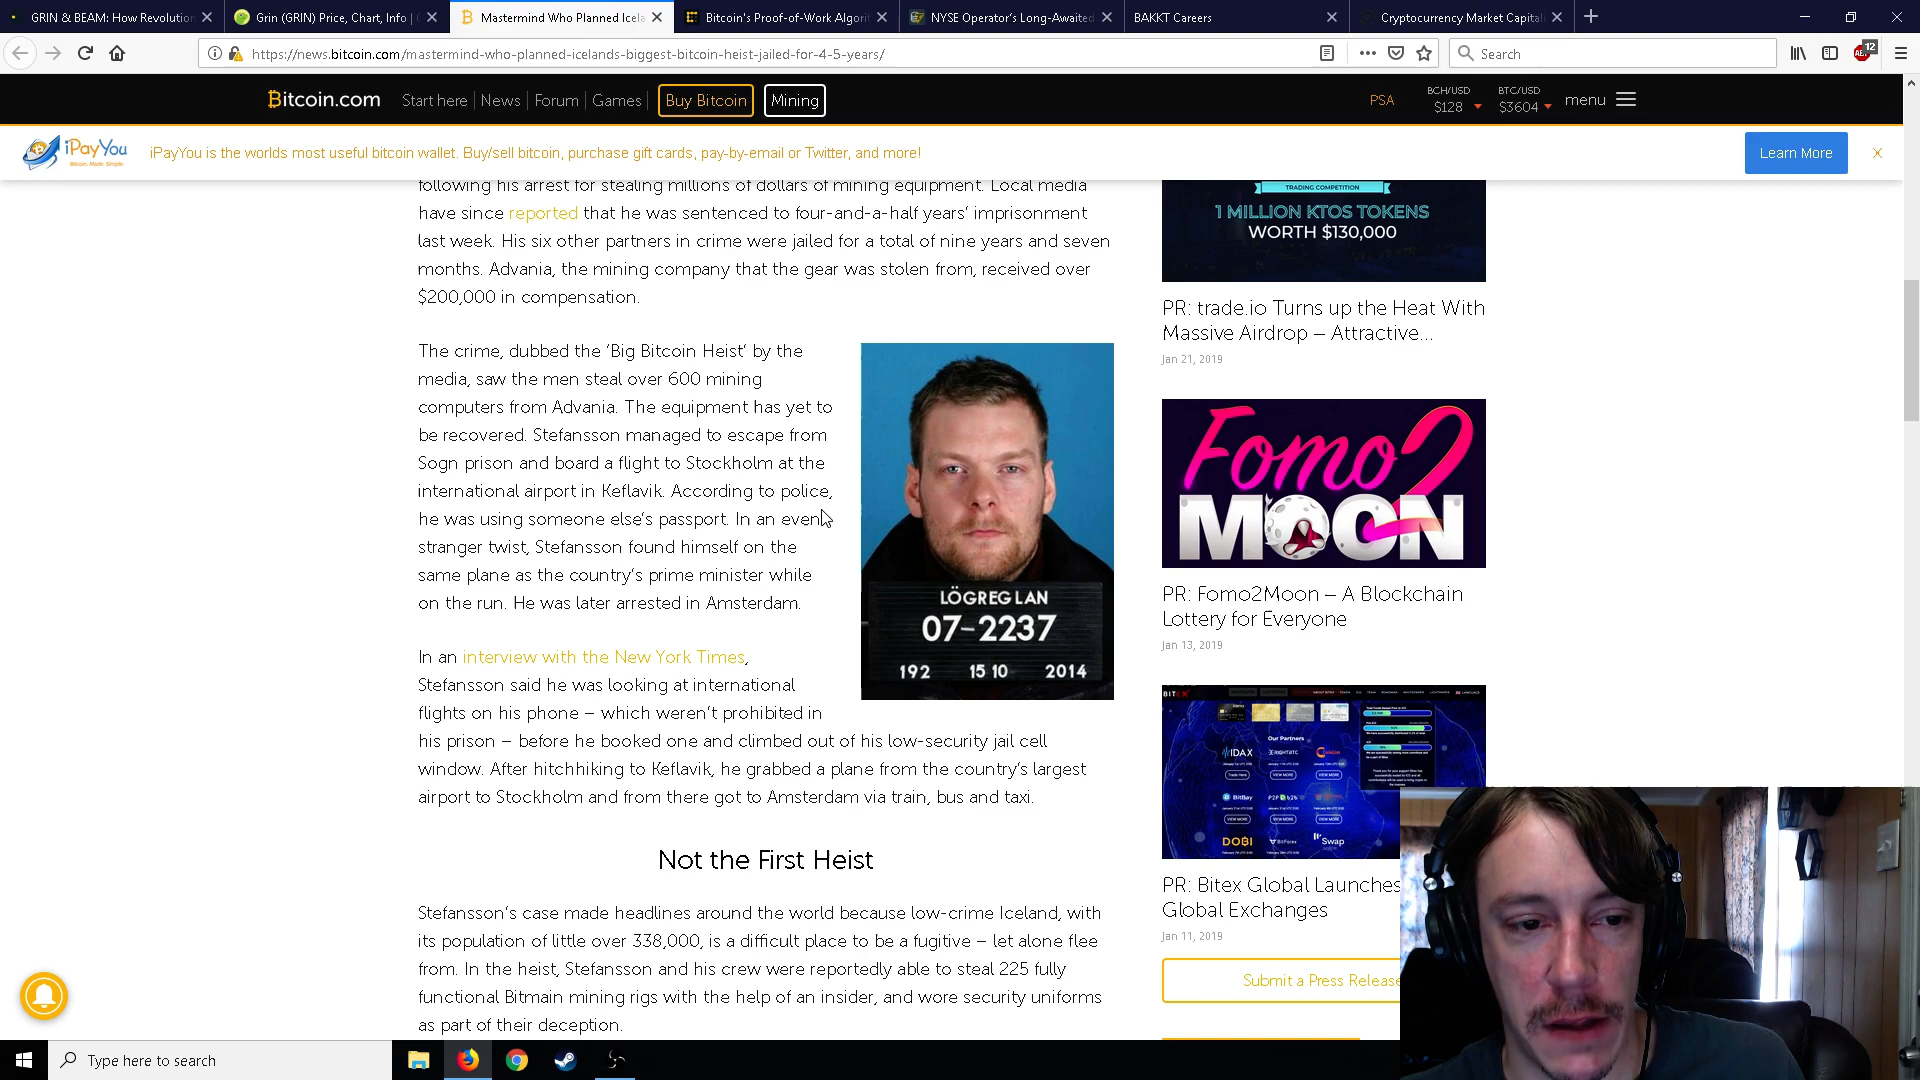 GRIN & BEAM: How Revolution
Grin (GRIN) Price, Chart, Info |
Mastermind Who Planned Icela
Bitcoin's Proof-of-Work Algori
NYSE Operator's Long-Awaited
BAKKT Careers
Cryptocurrency Market Capital
https://news.bitcoin.com/mastermind-who-planned-icelands-biggest-bitcoin-heist-jailed-for-4-5-years/
Search
12
Bitcoin.com
Start here
News
Forum
Games
Buy Bitcoin
Mining
PSA
BCH/USD
$128
BTC/USD
$3604
menu
iPayYou
Bitcoin. Made. Simple.
iPayYou is the worlds most useful bitcoin wallet. Buy/sell bitcoin, purchase gift cards, pay-by-email or Twitter, and more!
Learn More
following his arrest for stealing millions of dollars of mining equipment. Local media
have since reported that he was sentenced to four-and-a-half years' imprisonment
last week. His six other partners in crime were jailed for a total of nine years and seven
months. Advania, the mining company that the gear was stolen from, received over
$200,000 in compensation.
The crime, dubbed the 'Big Bitcoin Heist' by the
media, saw the men steal over 600 mining
computers from Advania. The equipment has yet to
be recovered. Stefansson managed to escape from
Sogn prison and board a flight to Stockholm at the
international airport in Keflavik. According to police,
he was using someone else's passport. In an even
stranger twist, Stefansson found himself on the
same plane as the country's prime minister while
on the run. He was later arrested in Amsterdam.
LÖGREGLAN
07-2237
192 15 10 2014
In an interview with the New York Times,
Stefansson said he was looking at international
flights on his phone – which weren't prohibited in
his prison – before he booked one and climbed out of his low-security jail cell
window. After hitchhiking to Keflavik, he grabbed a plane from the country's largest
airport to Stockholm and from there got to Amsterdam via train, bus and taxi.
Not the First Heist
Stefansson's case made headlines around the world because low-crime Iceland, with
its population of little over 338,000, is a difficult place to be a fugitive – let alone flee
from. In the heist, Stefansson and his crew were reportedly able to steal 225 fully
functional Bitmain mining rigs with the help of an insider, and wore security uniforms
as part of their deception.
TRADING COMPETITION
1 MILLION KTOS TOKENS
WORTH $130,000
PR: trade.io Turns up the Heat With
Massive Airdrop – Attractive...
Jan 21, 2019
Fomo2
MOON
PR: Fomo2Moon – A Blockchain
Lottery for Everyone
Jan 13, 2019
Our Partners
IDAX
BitBay
P2PB2B
DOBI
BitForex
Swap
PR: Bitex Global Launches
Global Exchanges
Jan 11, 2019
Submit a Press Release
Type here to search